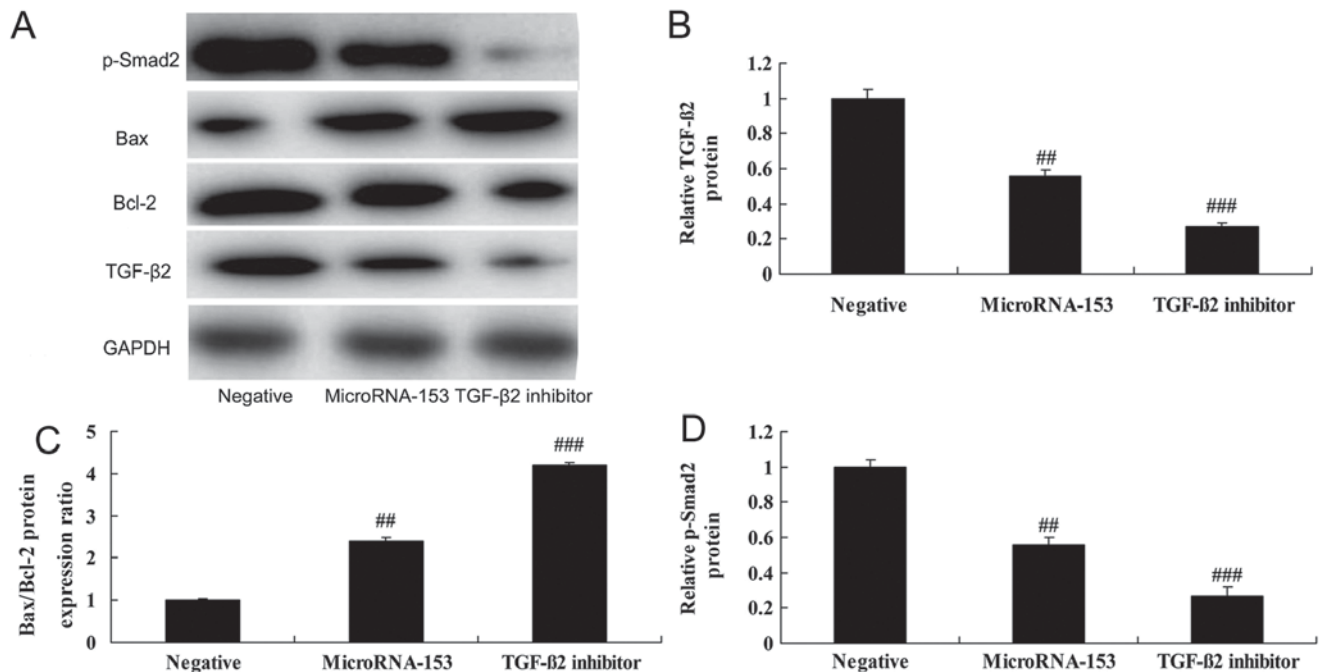 A
p-Smad2
Bax
Bcl-2
TGF-β2
GAPDH
Negative MicroRNA-153 TGF-β2 inhibitor
B
Relative TGF-ß2
protein
1.2
1
0.8
0.6
0.4
0.2
0
##
###
Negative MicroRNA-153 TGF-ß2 inhibitor
C
Bax/Bcl-2 protein
expression ratio
5
4
3
2
1
0
##
###
Negative MicroRNA-153 TGF-ß2 inhibitor
D
Relative p-Smad2
protein
1.2
1
0.8
0.6
0.4
0.2
0
##
###
Negative MicroRNA-153 TGF-ß2 inhibitor